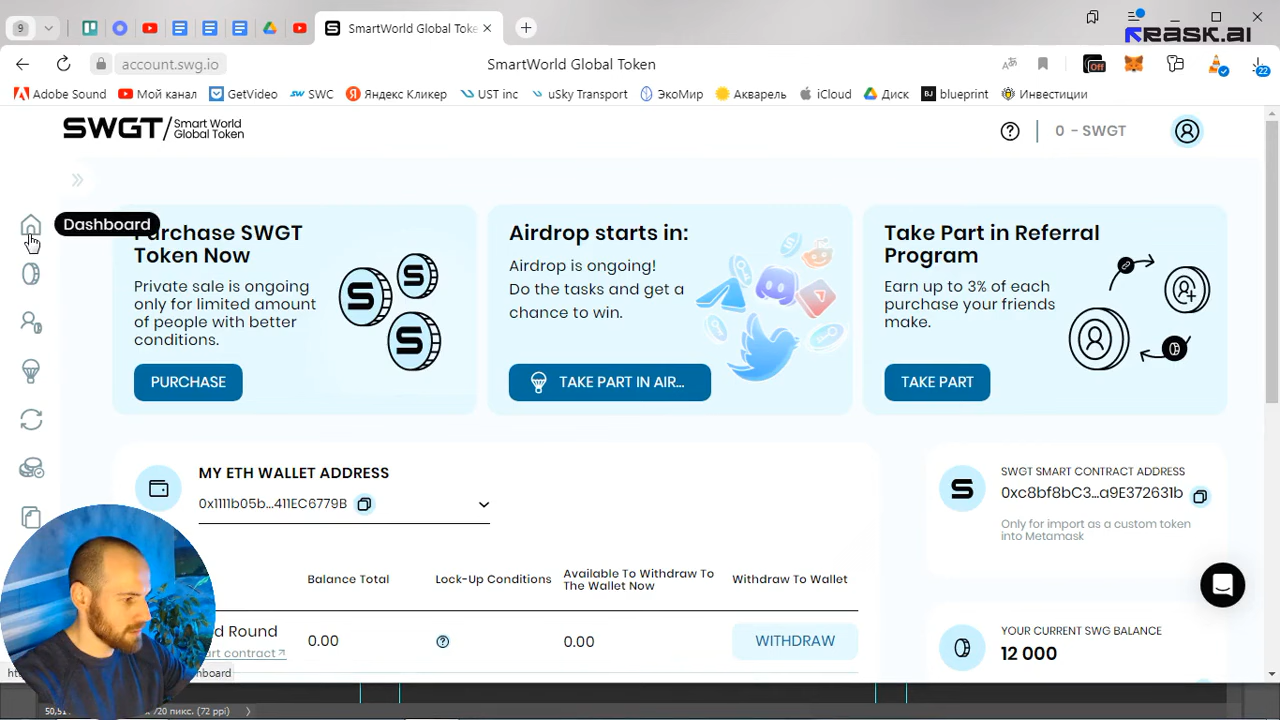 9
SmartWorld Global Toke
rask.ai
account.swg.io
SmartWorld Global Token
Off
22
Adobe Sound
Мой канал
GetVideo
SWC
Яндекс Кликер
UST inc
uSky Transport
ЭкоМир
Акварель
iCloud
Диск
blueprint
Инвестиции
SWGT/Smart World
Global Token
0 - SWGT
Dashboard
Purchase SWGT
Token Now
Private sale is ongoing
only for limited amount
of people with better
conditions.
PURCHASE
Airdrop starts in:
Airdrop is ongoing!
Do the tasks and get a
chance to win.
TAKE PART IN AIR...
Take Part in Referral
Program
Earn up to 3% of each
purchase your friends
make.
TAKE PART
MY ETH WALLET ADDRESS
0x1111b05b...411EC6779B
SWGT SMART CONTRACT ADDRESS
0xc8bf8bC3...a9E372631b
Only for import as a custom token
into Metamask
Balance Total
Lock-Up Conditions
Available To Withdraw To
The Wallet Now
Withdraw To Wallet
Round
contract
0.00
0.00
WITHDRAW
YOUR CURRENT SWG BALANCE
12 000
720 пикс. (72 ppi)